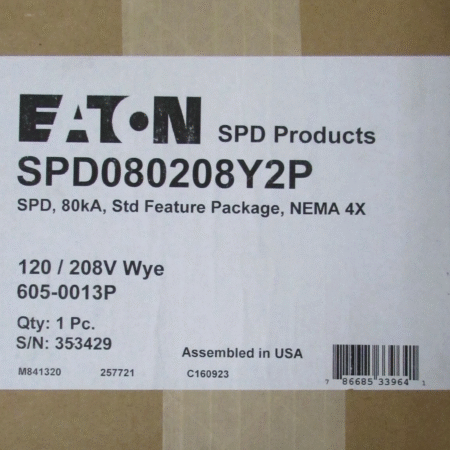 EATON SPD Products
SPD080208Y2P
SPD, 80kA, Std Feature Package, NEMA 4X
120 / 208V Wye
605-0013P
Qty: 1 Pc.
S/N: 353429
Assembled in USA
M841320 257721 C160923
7 86685 33964 1